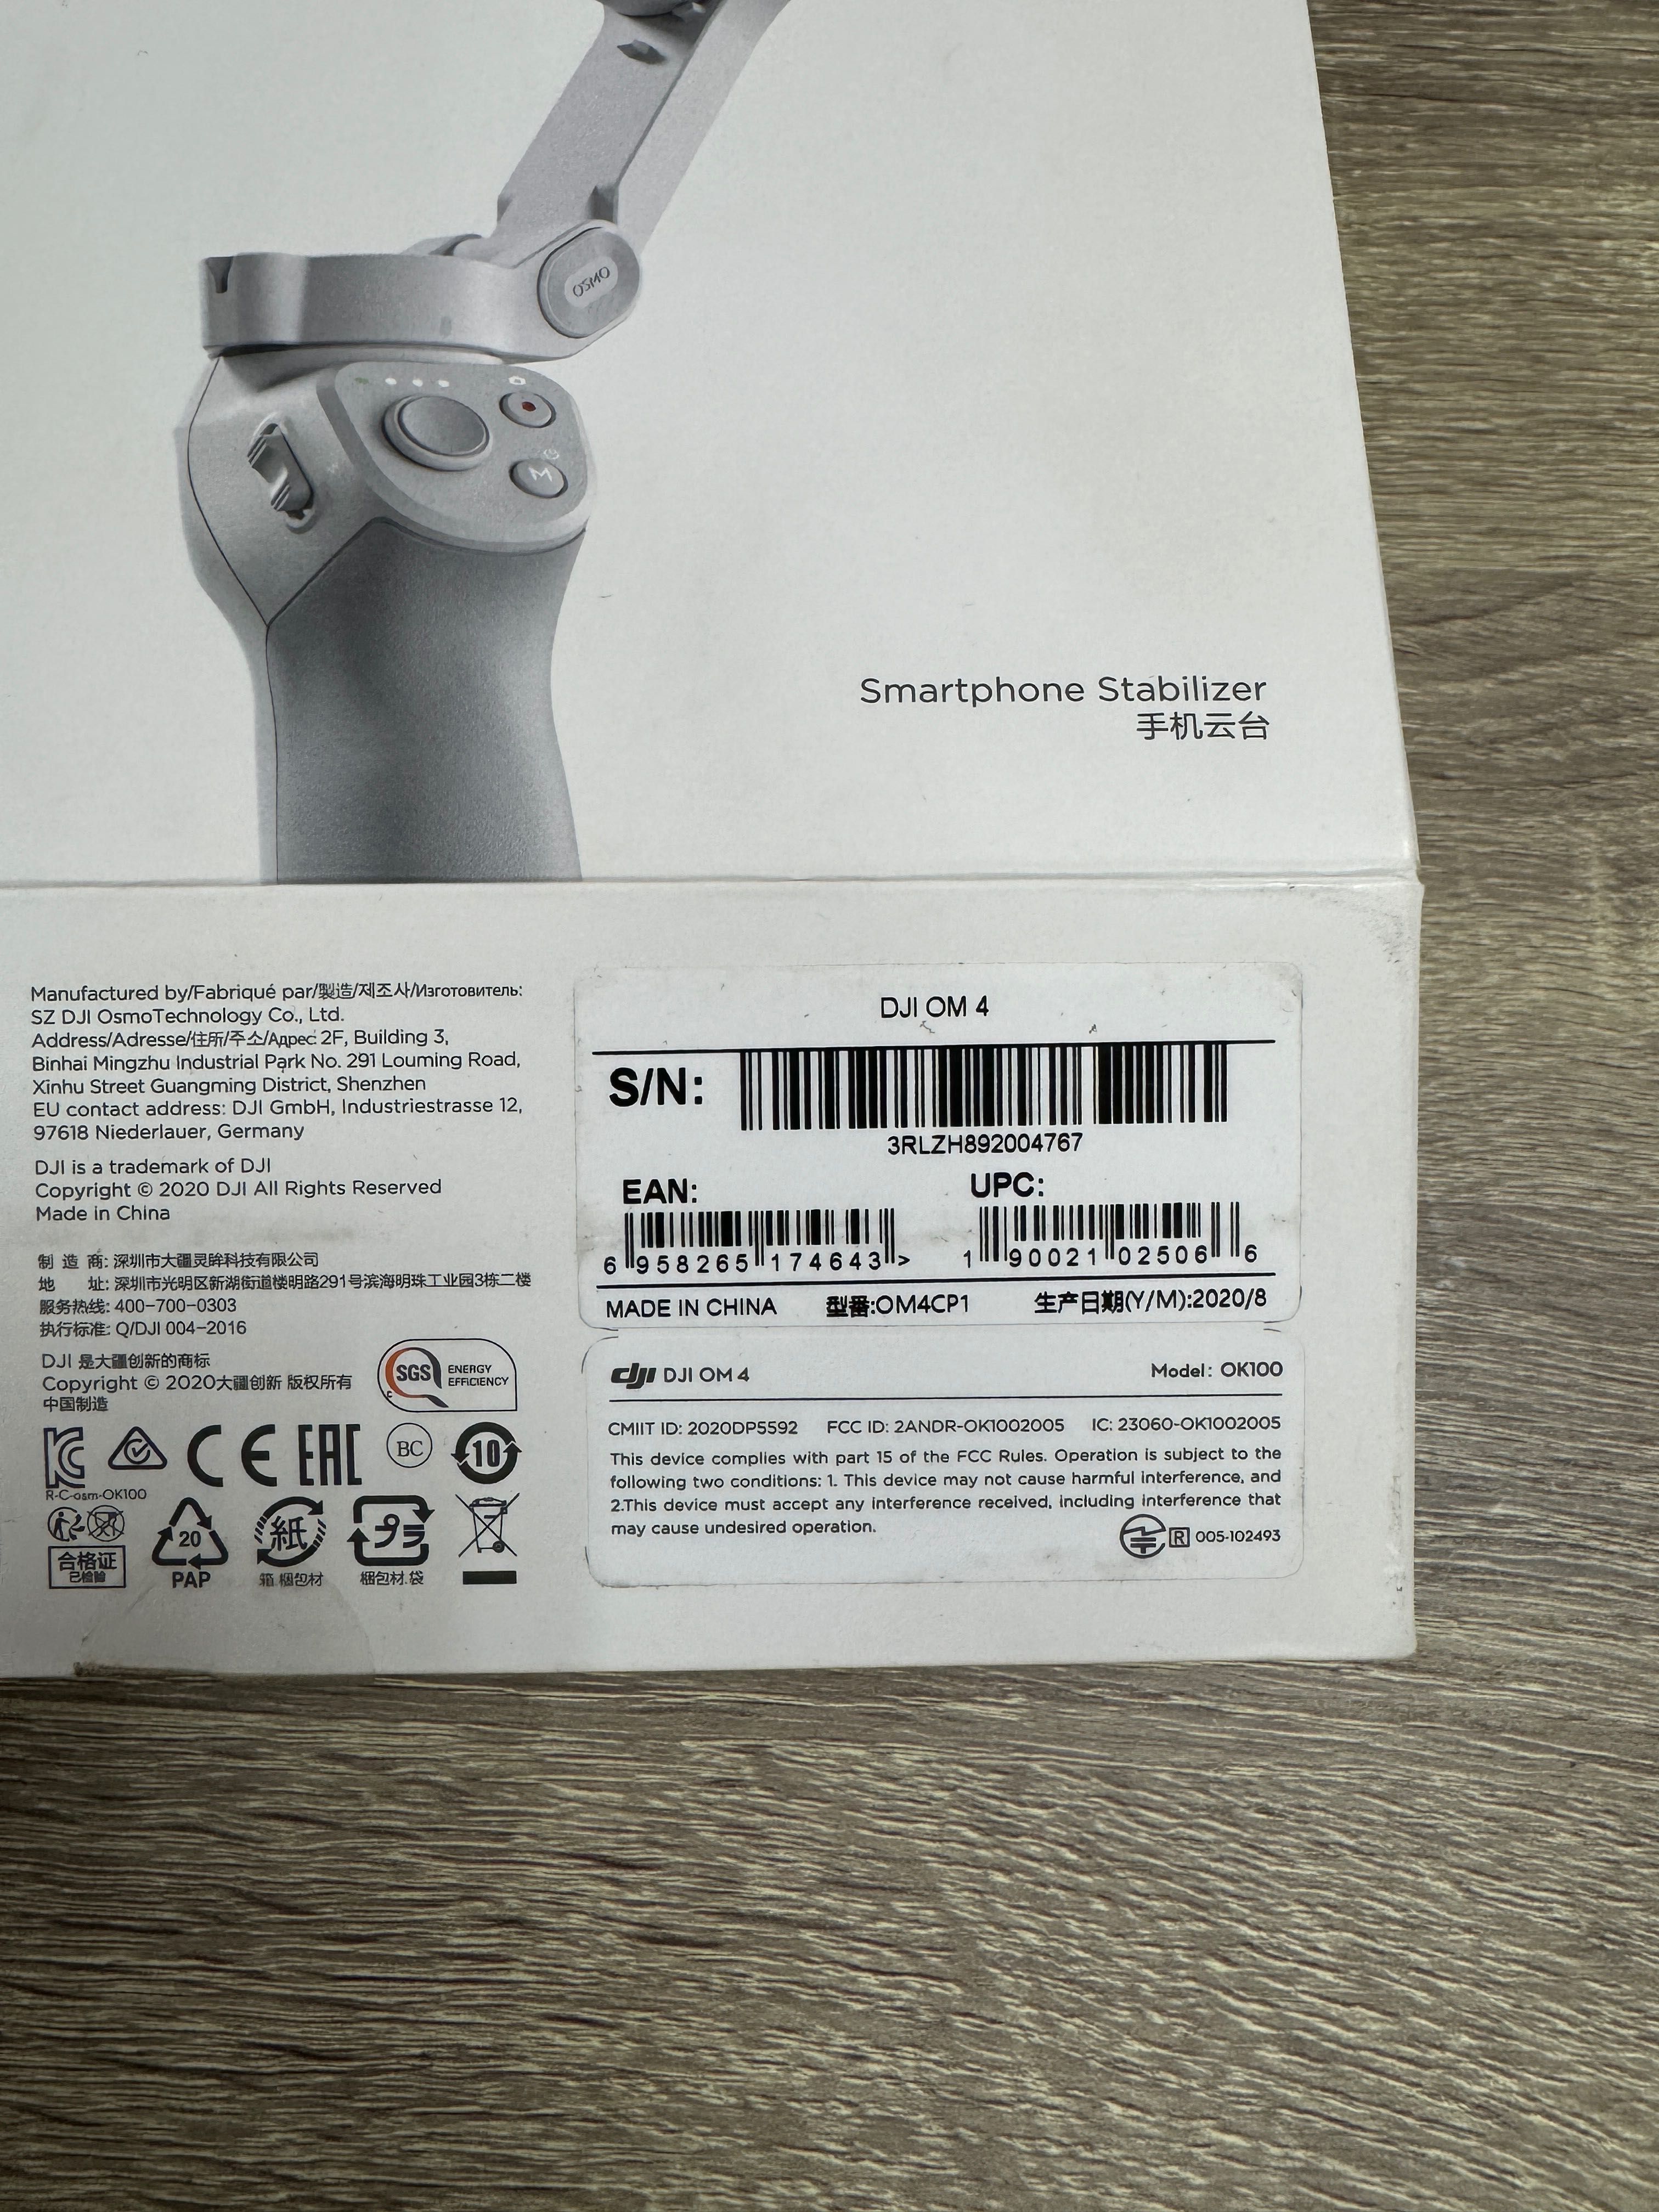 OSMO
M
Smartphone Stabilizer
手机云台
Manufactured by/Fabriqué par/製造/제조사/Изготовитель:
SZ DJI OsmoTechnology Co., Ltd.
Address/Adresse/住所/주소/Адрес: 2F, Building 3,
Binhai Mingzhu Industrial Park No. 291 Louming Road,
Xinhu Street Guangming District, Shenzhen
EU contact address: DJI GmbH, Industriestrasse 12,
97618 Niederlauer, Germany
DJI is a trademark of DJI
Copyright © 2020 DJI All Rights Reserved
Made in China
制 造 商: 深圳市大疆灵眸科技有限公司
地 址: 深圳市光明区新湖街道楼明路291号滨海明珠工业园3栋二楼
服务热线: 400-700-0303
执行标准: Q/DJI 004-2016
DJI 是大疆创新的商标
Copyright © 2020大疆创新 版权所有
中国制造
SGS ENERGY
EFFICIENCY
C
KC CE EAC BC 10
R-C-osm-OK100
合格证
已检验
20
PAP
紙
箱.梱包材
プラ
梱包材.袋
DJI OM 4
S/N:
3RLZH892004767
EAN: UPC:
6 958265 174643 > 1 90021 02506 6
MADE IN CHINA 型番:OM4CP1 生产日期(Y/M):2020/8
dji DJI OM 4 Model: OK100
CMIIT ID: 2020DP5592 FCC ID: 2ANDR-OK1002005 IC: 23060-OK1002005
This device complies with part 15 of the FCC Rules. Operation is subject to the
following two conditions: 1. This device may not cause harmful interference, and
2.This device must accept any interference received, including interference that
may cause undesired operation.
R 005-102493